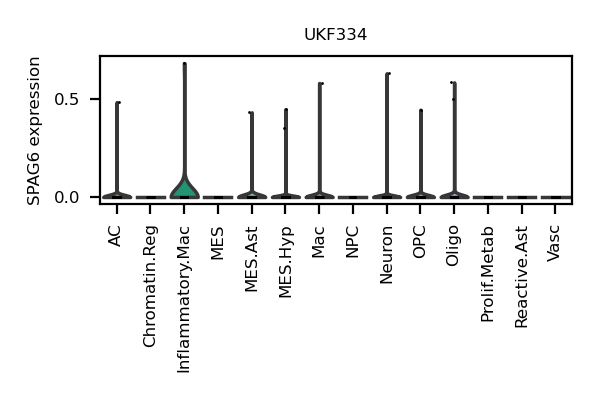 UKF334
SPAG6 expression
0.5
0.0
AC
Chromatin.Reg
Inflammatory.Mac
MES
MES.Ast
MES.Hyp
Mac
NPC
Neuron
OPC
Oligo
Prolif.Metab
Reactive.Ast
Vasc